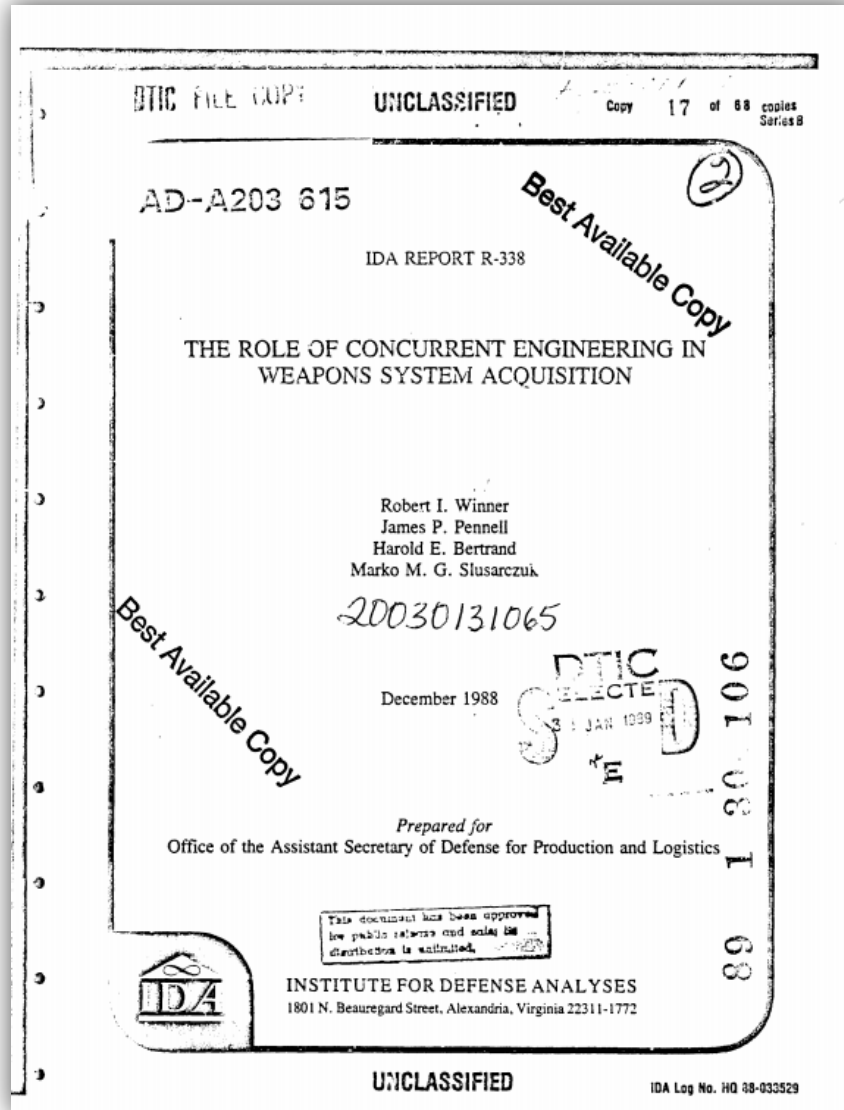 DTIC FILE COPY
UNCLASSIFIED
Copy 17 of 68 copies
Series B
2
AD-A203 615
Best Available Copy
IDA REPORT R-338
THE ROLE OF CONCURRENT ENGINEERING IN
WEAPONS SYSTEM ACQUISITION
Robert I. Winner
James P. Pennell
Harold E. Bertrand
Marko M. G. Slusarczuk
20030131065
Best Available Copy
December 1988
DTIC
ELECTE
JAN 1989
S D
E
89 1 30 106
Prepared for
Office of the Assistant Secretary of Defense for Production and Logistics
This document has been approved
for public release and sale; its
distribution is unlimited.
IDA
INSTITUTE FOR DEFENSE ANALYSES
1801 N. Beauregard Street, Alexandria, Virginia 22311-1772
UNCLASSIFIED
IDA Log No. HQ 88-033529